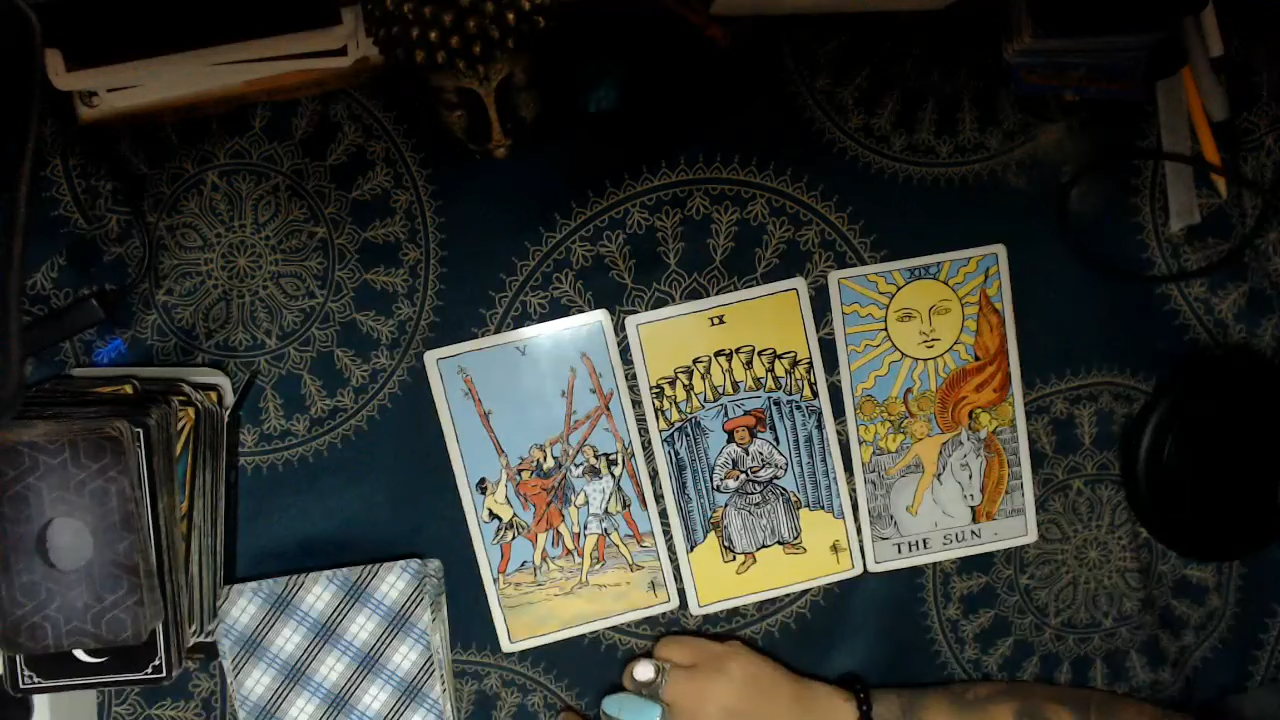 V
IX
XIX
THE SUN .